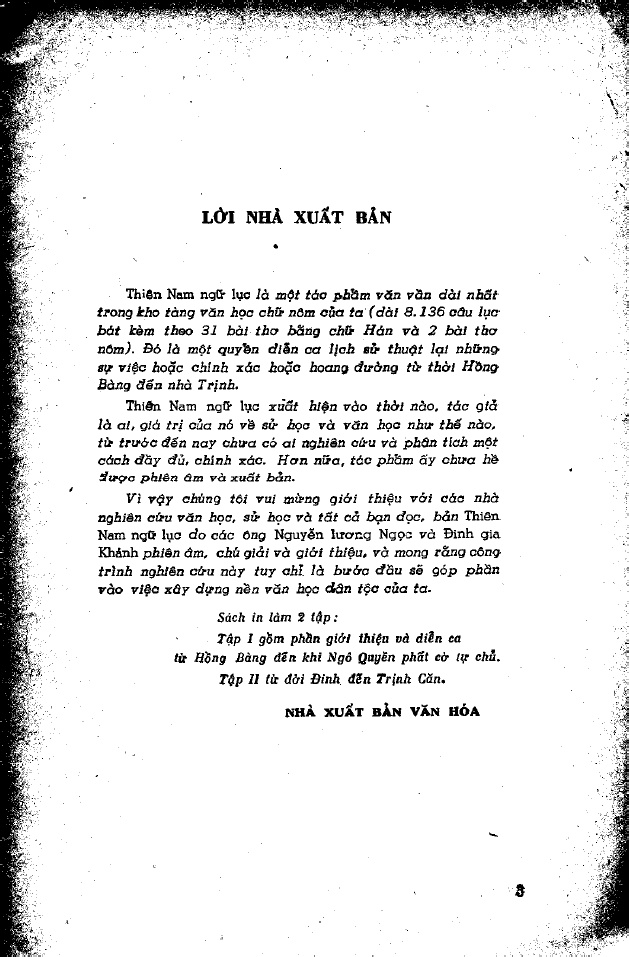 LỜI NHÀ XUẤT BẢN
Thiên Nam ngữ lục là một tác phẩm văn vần dài nhất
trong kho tàng văn học chữ nôm của ta (dài 8.136 câu lục
bát kèm theo 31 bài thơ bằng chữ Hán và 2 bài thơ
nôm). Đó là một quyển diễn ca lịch sử thuật lại những
sự việc hoặc chính xác hoặc hoang đường từ thời Hồng
Bàng đến nhà Trịnh.
Thiên Nam ngữ lục xuất hiện vào thời nào, tác giả
là ai, giá trị của nó về sử học và văn học như thế nào,
từ trước đến nay chưa có ai nghiên cứu và phân tích một
cách đầy đủ, chính xác. Hơn nữa, tác phẩm ấy chưa hề
được phiên âm và xuất bản.
Vì vậy chúng tôi vui mừng giới thiệu với các nhà
nghiên cứu văn học, sử học và tất cả bạn đọc, bản Thiên
Nam ngữ lục do các ông Nguyễn lương Ngọc và Đinh gia
Khánh phiên âm, chú giải và giới thiệu, và mong rằng công
trình nghiên cứu này tuy chỉ là bước đầu sẽ góp phần
vào việc xây dựng nền văn học dân tộc của ta.
Sách in làm 2 tập:
Tập I gồm phần giới thiệu và diễn ca
từ Hồng Bàng đến khi Ngô Quyền phất cờ tự chủ.
Tập II từ đời Đinh đến Trịnh Căn.
NHÀ XUẤT BẢN VĂN HÓA
3